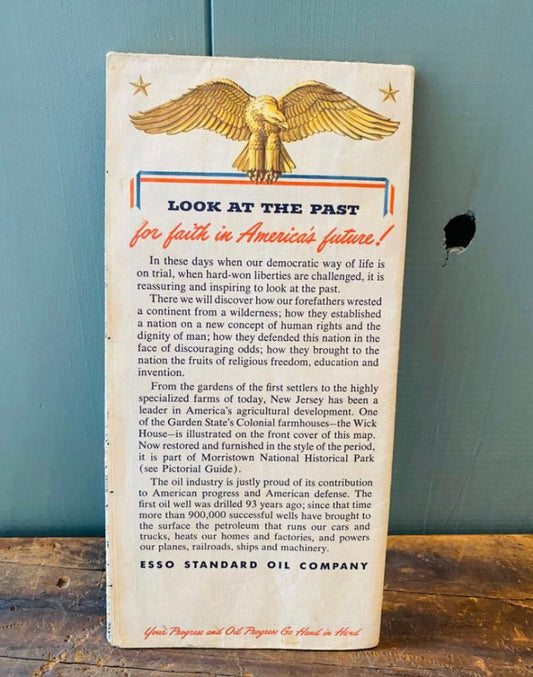 LOOK AT THE PAST
for faith in America's future!
In these days when our democratic way of life is
on trial, when hard-won liberties are challenged, it is
reassuring and inspiring to look at the past.
There we will discover how our forefathers wrested
a continent from a wilderness; how they established
a nation on a new concept of human rights and the
dignity of man; how they defended this nation in the
face of discouraging odds; how they brought to the
nation the fruits of religious freedom, education and
invention.
From the gardens of the first settlers to the highly
specialized farms of today, New Jersey has been a
leader in America's agricultural development. One
of the Garden State's Colonial farmhouses—the Wick
House—is illustrated on the front cover of this map.
Now restored and furnished in the style of the period,
it is part of Morristown National Historical Park
(see Pictorial Guide).
The oil industry is justly proud of its contribution
to American progress and American defense. The
first oil well was drilled 93 years ago; since that time
more than 900,000 successful wells have brought to
the surface the petroleum that runs our cars and
trucks, heats our homes and factories, and powers
our planes, railroads, ships and machinery.
ESSO STANDARD OIL COMPANY
Your Progress and Oil Progress Go Hand in Hand